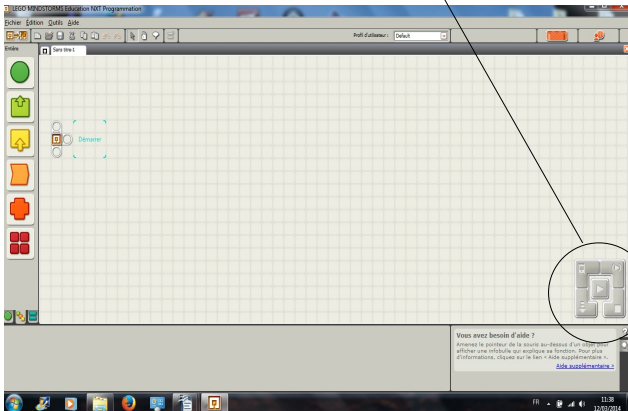 LEGO MINDSTORMS Education NXT Programmation
Fichier Édition Outils Aide
Profil d'utilisateur : Default
Entière
Sans titre-1
Démarrer
Vous avez besoin d'aide ?
Amenez le pointeur de la souris au-dessus d'un objet pour
afficher une infobulle qui explique sa fonction. Pour plus
d'informations, cliquez sur le lien « Aide supplémentaire ».
Aide supplémentaire >
FR
11:38
12/03/2014